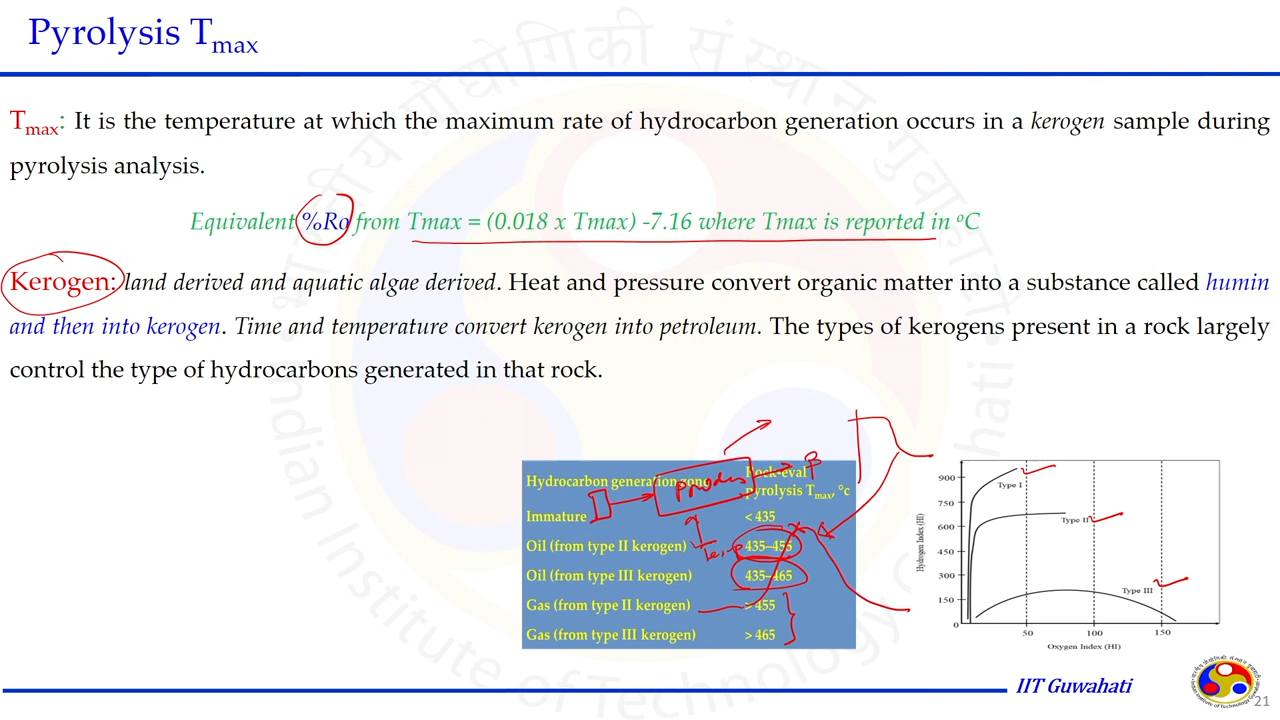 Pyrolysis Tmax
Tmax: It is the temperature at which the maximum rate of hydrocarbon generation occurs in a kerogen sample during
pyrolysis analysis.
Equivalent %Ro from Tmax = (0.018 x Tmax) -7.16 where Tmax is reported in ºC
Kerogen: land derived and aquatic algae derived. Heat and pressure convert organic matter into a substance called humin
and then into kerogen. Time and temperature convert kerogen into petroleum. The types of kerogens present in a rock largely
control the type of hydrocarbons generated in that rock.
Hydrocarbon generation zone Rock-eval
pyrolysis Tmax, °c
Immature < 435
Oil (from type II kerogen) 435–455
Oil (from type III kerogen) 435–465
Gas (from type II kerogen) > 455
Gas (from type III kerogen) > 465
P
Hydrogen Index (HI)
900
750
600
450
300
150
0
Type I
Type II
Type III
50 100 150
Oxygen Index (HI)
Indian Institute of Technology
IIT Guwahati
21